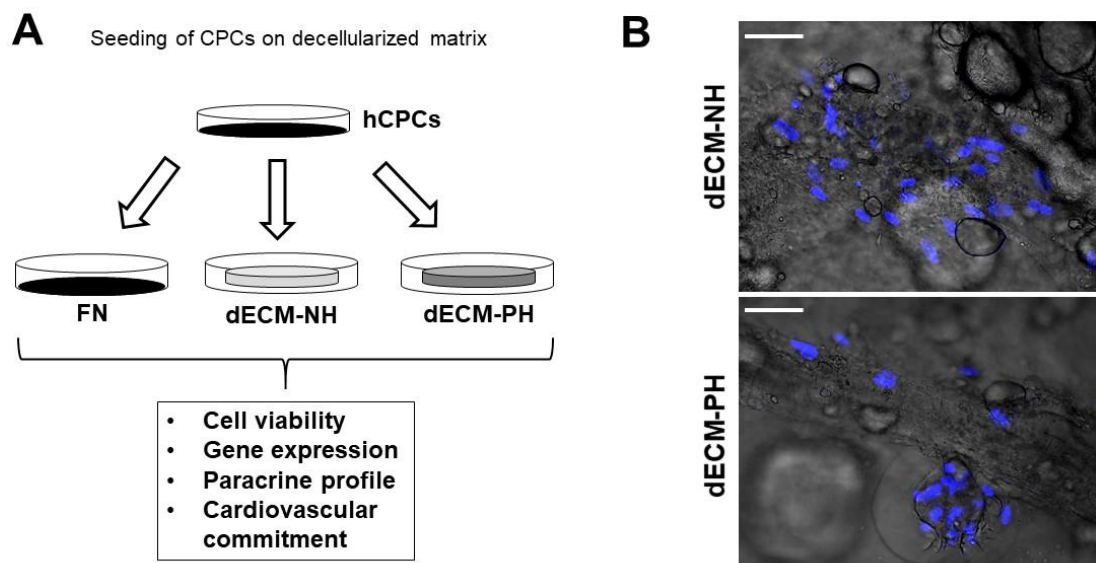 A
Seeding of CPCs on decellularized matrix
hCPCs
FN
dECM-NH
dECM-PH
• Cell viability
• Gene expression
• Paracrine profile
• Cardiovascular
commitment
B
dECM-NH
dECM-PH